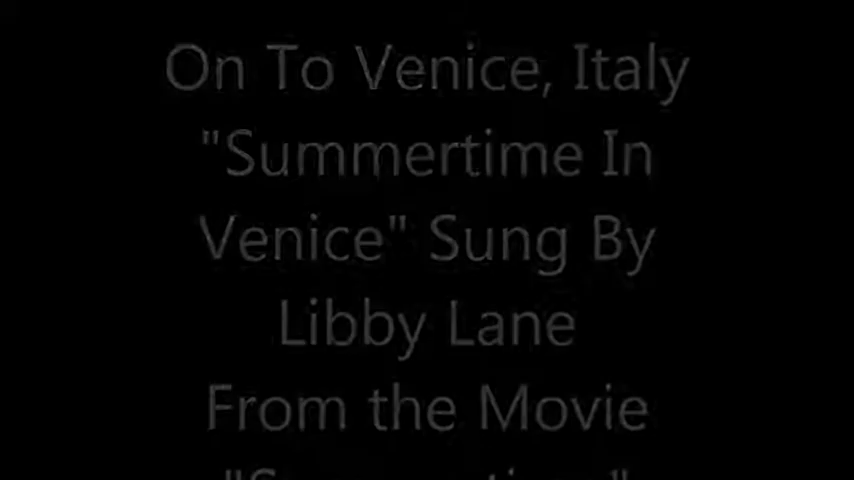 On To Venice, Italy
"Summertime In
Venice" Sung By
Libby Lane
From the Movie